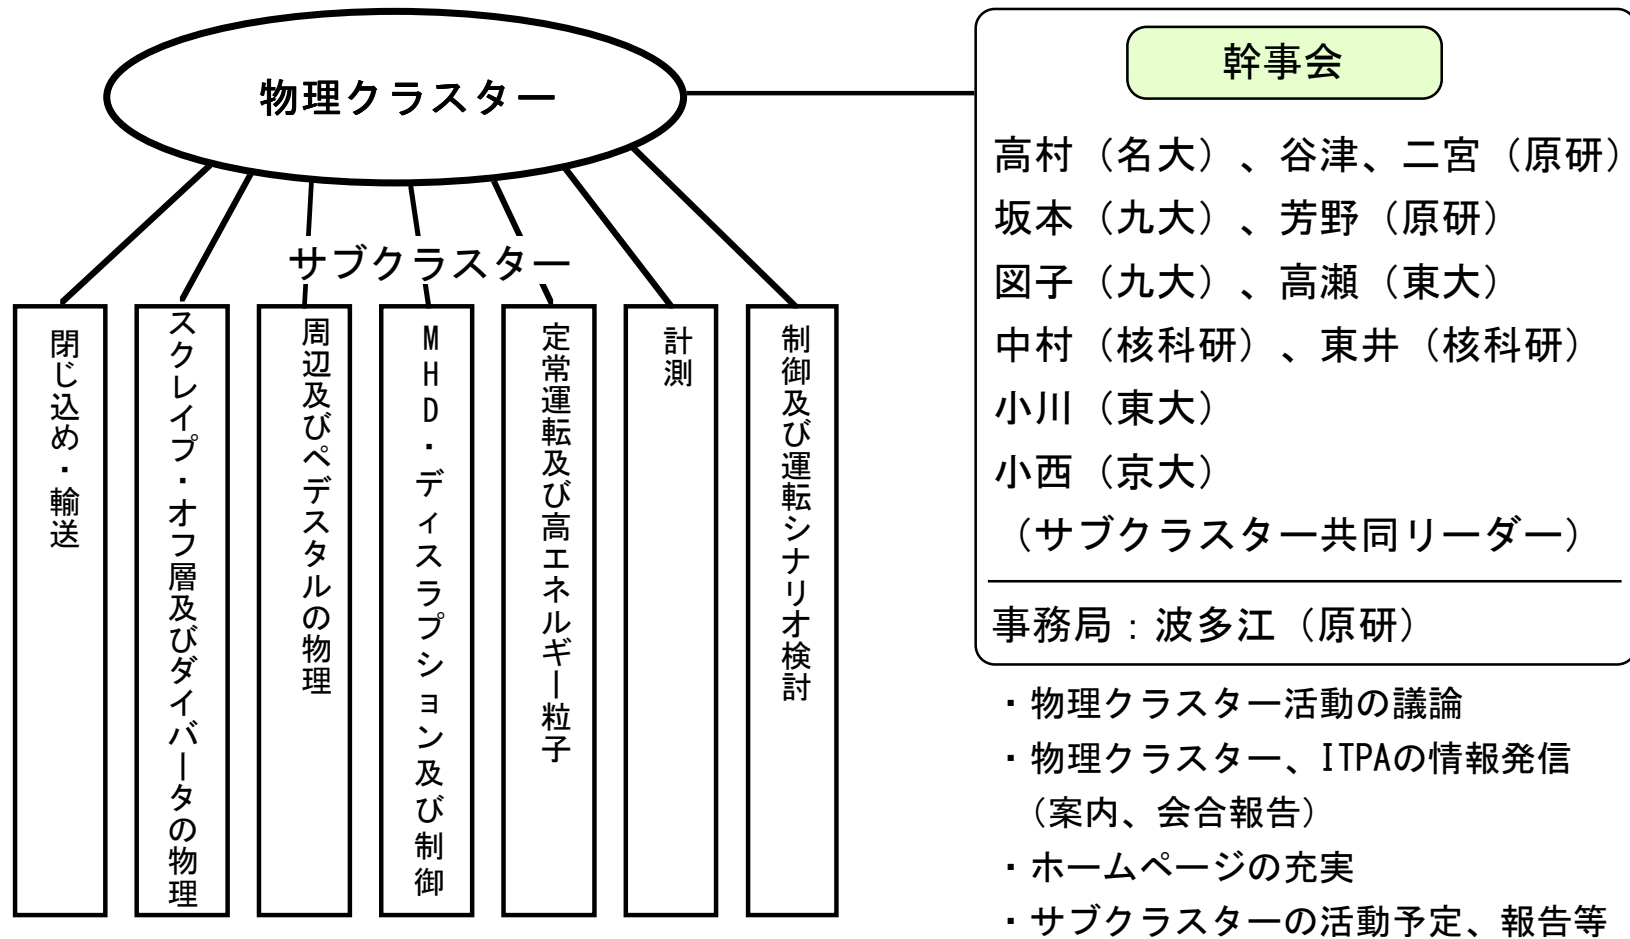 物理クラスター
サブクラスター
閉じ込め・輸送
スクレイプ・オフ層及びダイバータの物理
周辺及びペデスタルの物理
MHD・ディスラプション及び制御
定常運転及び高エネルギー粒子
計測
制御及び運転シナリオ検討
幹事会
高村（名大）、谷津、二宮（原研）
坂本（九大）、芳野（原研）
図子（九大）、高瀬（東大）
中村（核科研）、東井（核科研）
小川（東大）
小西（京大）
（サブクラスター共同リーダー）
事務局：波多江（原研）
・物理クラスター活動の議論
・物理クラスター、ITPAの情報発信
（案内、会合報告）
・ホームページの充実
・サブクラスターの活動予定、報告等